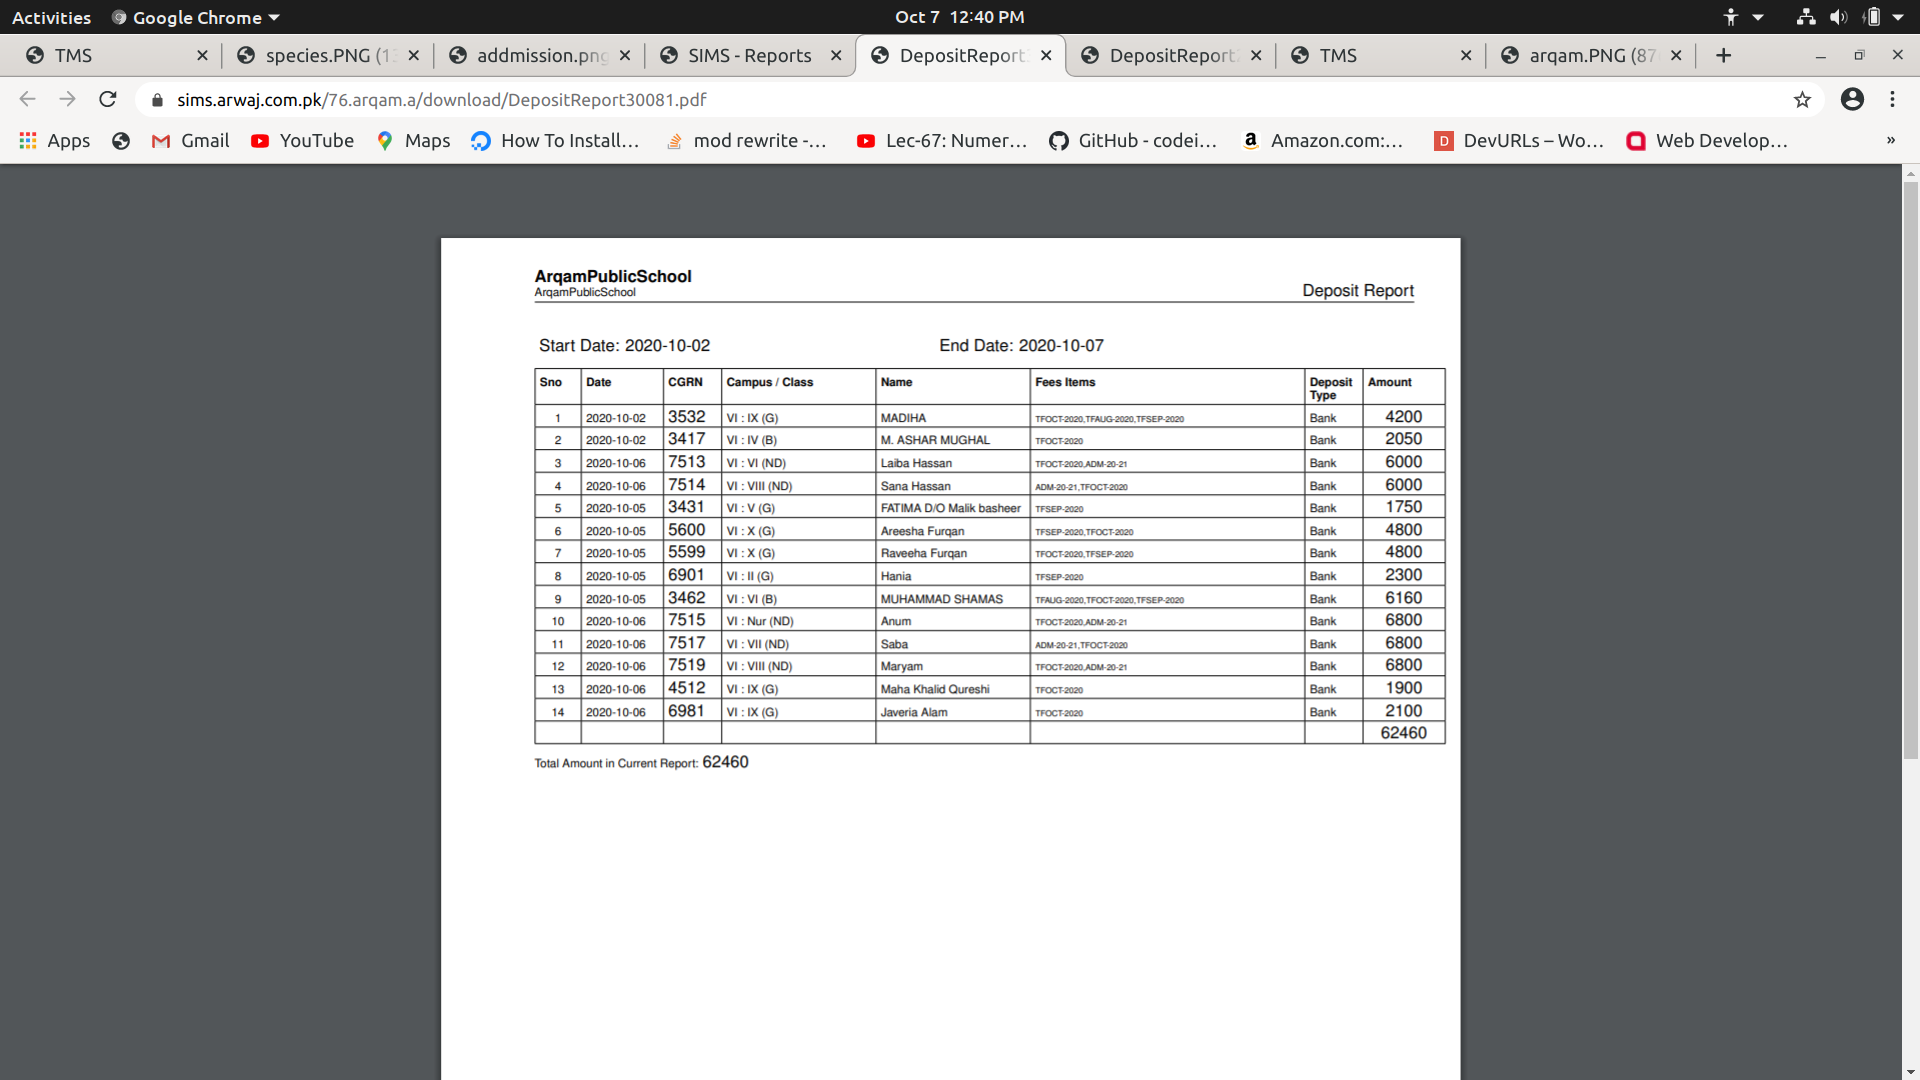 Activities Google Chrome Oct 7 12:40 PM
TMS species.PNG (13 addmission.png SIMS - Reports DepositReport DepositReport TMS arqam.PNG (87
sims.arwaj.com.pk/76.arqam.a/download/DepositReport30081.pdf
Apps Gmail YouTube Maps How To Install... mod rewrite -... Lec-67: Numer... GitHub - codei... Amazon.com:... DevURLs – Wo... Web Develop... »
ArqamPublicSchool
ArqamPublicSchool Deposit Report
Start Date: 2020-10-02 End Date: 2020-10-07
Sno Date CGRN Campus / Class Name Fees Items Deposit Type Amount
1 2020-10-02 3532 VI : IX (G) MADIHA TFOCT-2020,TFAUG-2020,TFSEP-2020 Bank 4200
2 2020-10-02 3417 VI : IV (B) M. ASHAR MUGHAL TFOCT-2020 Bank 2050
3 2020-10-06 7513 VI : VI (ND) Laiba Hassan TFOCT-2020,ADM-20-21 Bank 6000
4 2020-10-06 7514 VI : VIII (ND) Sana Hassan ADM-20-21,TFOCT-2020 Bank 6000
5 2020-10-05 3431 VI : V (G) FATIMA D/O Malik basheer TFSEP-2020 Bank 1750
6 2020-10-05 5600 VI : X (G) Areesha Furqan TFSEP-2020,TFOCT-2020 Bank 4800
7 2020-10-05 5599 VI : X (G) Raveeha Furqan TFOCT-2020,TFSEP-2020 Bank 4800
8 2020-10-05 6901 VI : II (G) Hania TFSEP-2020 Bank 2300
9 2020-10-05 3462 VI : VI (B) MUHAMMAD SHAMAS TFAUG-2020,TFOCT-2020,TFSEP-2020 Bank 6160
10 2020-10-06 7515 VI : Nur (ND) Anum TFOCT-2020,ADM-20-21 Bank 6800
11 2020-10-06 7517 VI : VII (ND) Saba ADM-20-21,TFOCT-2020 Bank 6800
12 2020-10-06 7519 VI : VIII (ND) Maryam TFOCT-2020,ADM-20-21 Bank 6800
13 2020-10-06 4512 VI : IX (G) Maha Khalid Qureshi TFOCT-2020 Bank 1900
14 2020-10-06 6981 VI : IX (G) Javeria Alam TFOCT-2020 Bank 2100
62460
Total Amount in Current Report: 62460